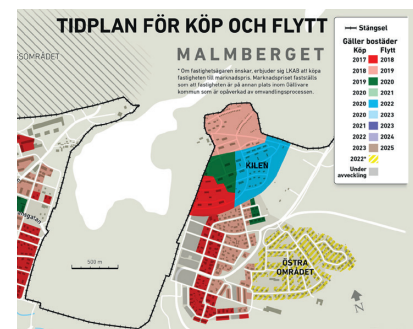 TIDPLAN FÖR KÖP OCH FLYTT
MALMBERGET
* Om fastighetsägaren önskar, erbjuder sig LKAB att köpa
fastigheten till marknadspris. Marknadspriset fastställs
som att fastigheten är på annan plats inom Gällivare
kommun som är opåverkad av omvandlingsprocessen.
Stängsel
Gäller bostäder
Köp Flytt
2017 2018
2018 2019
2019 2020
2020 2021
2020 2022
2020 2023
2021 2023
2023 2024
2023 2025
2022*
Under
avveckling
SOMRÅDET
KILEN
ÖSTRA
OMRÅDET
500 m
N